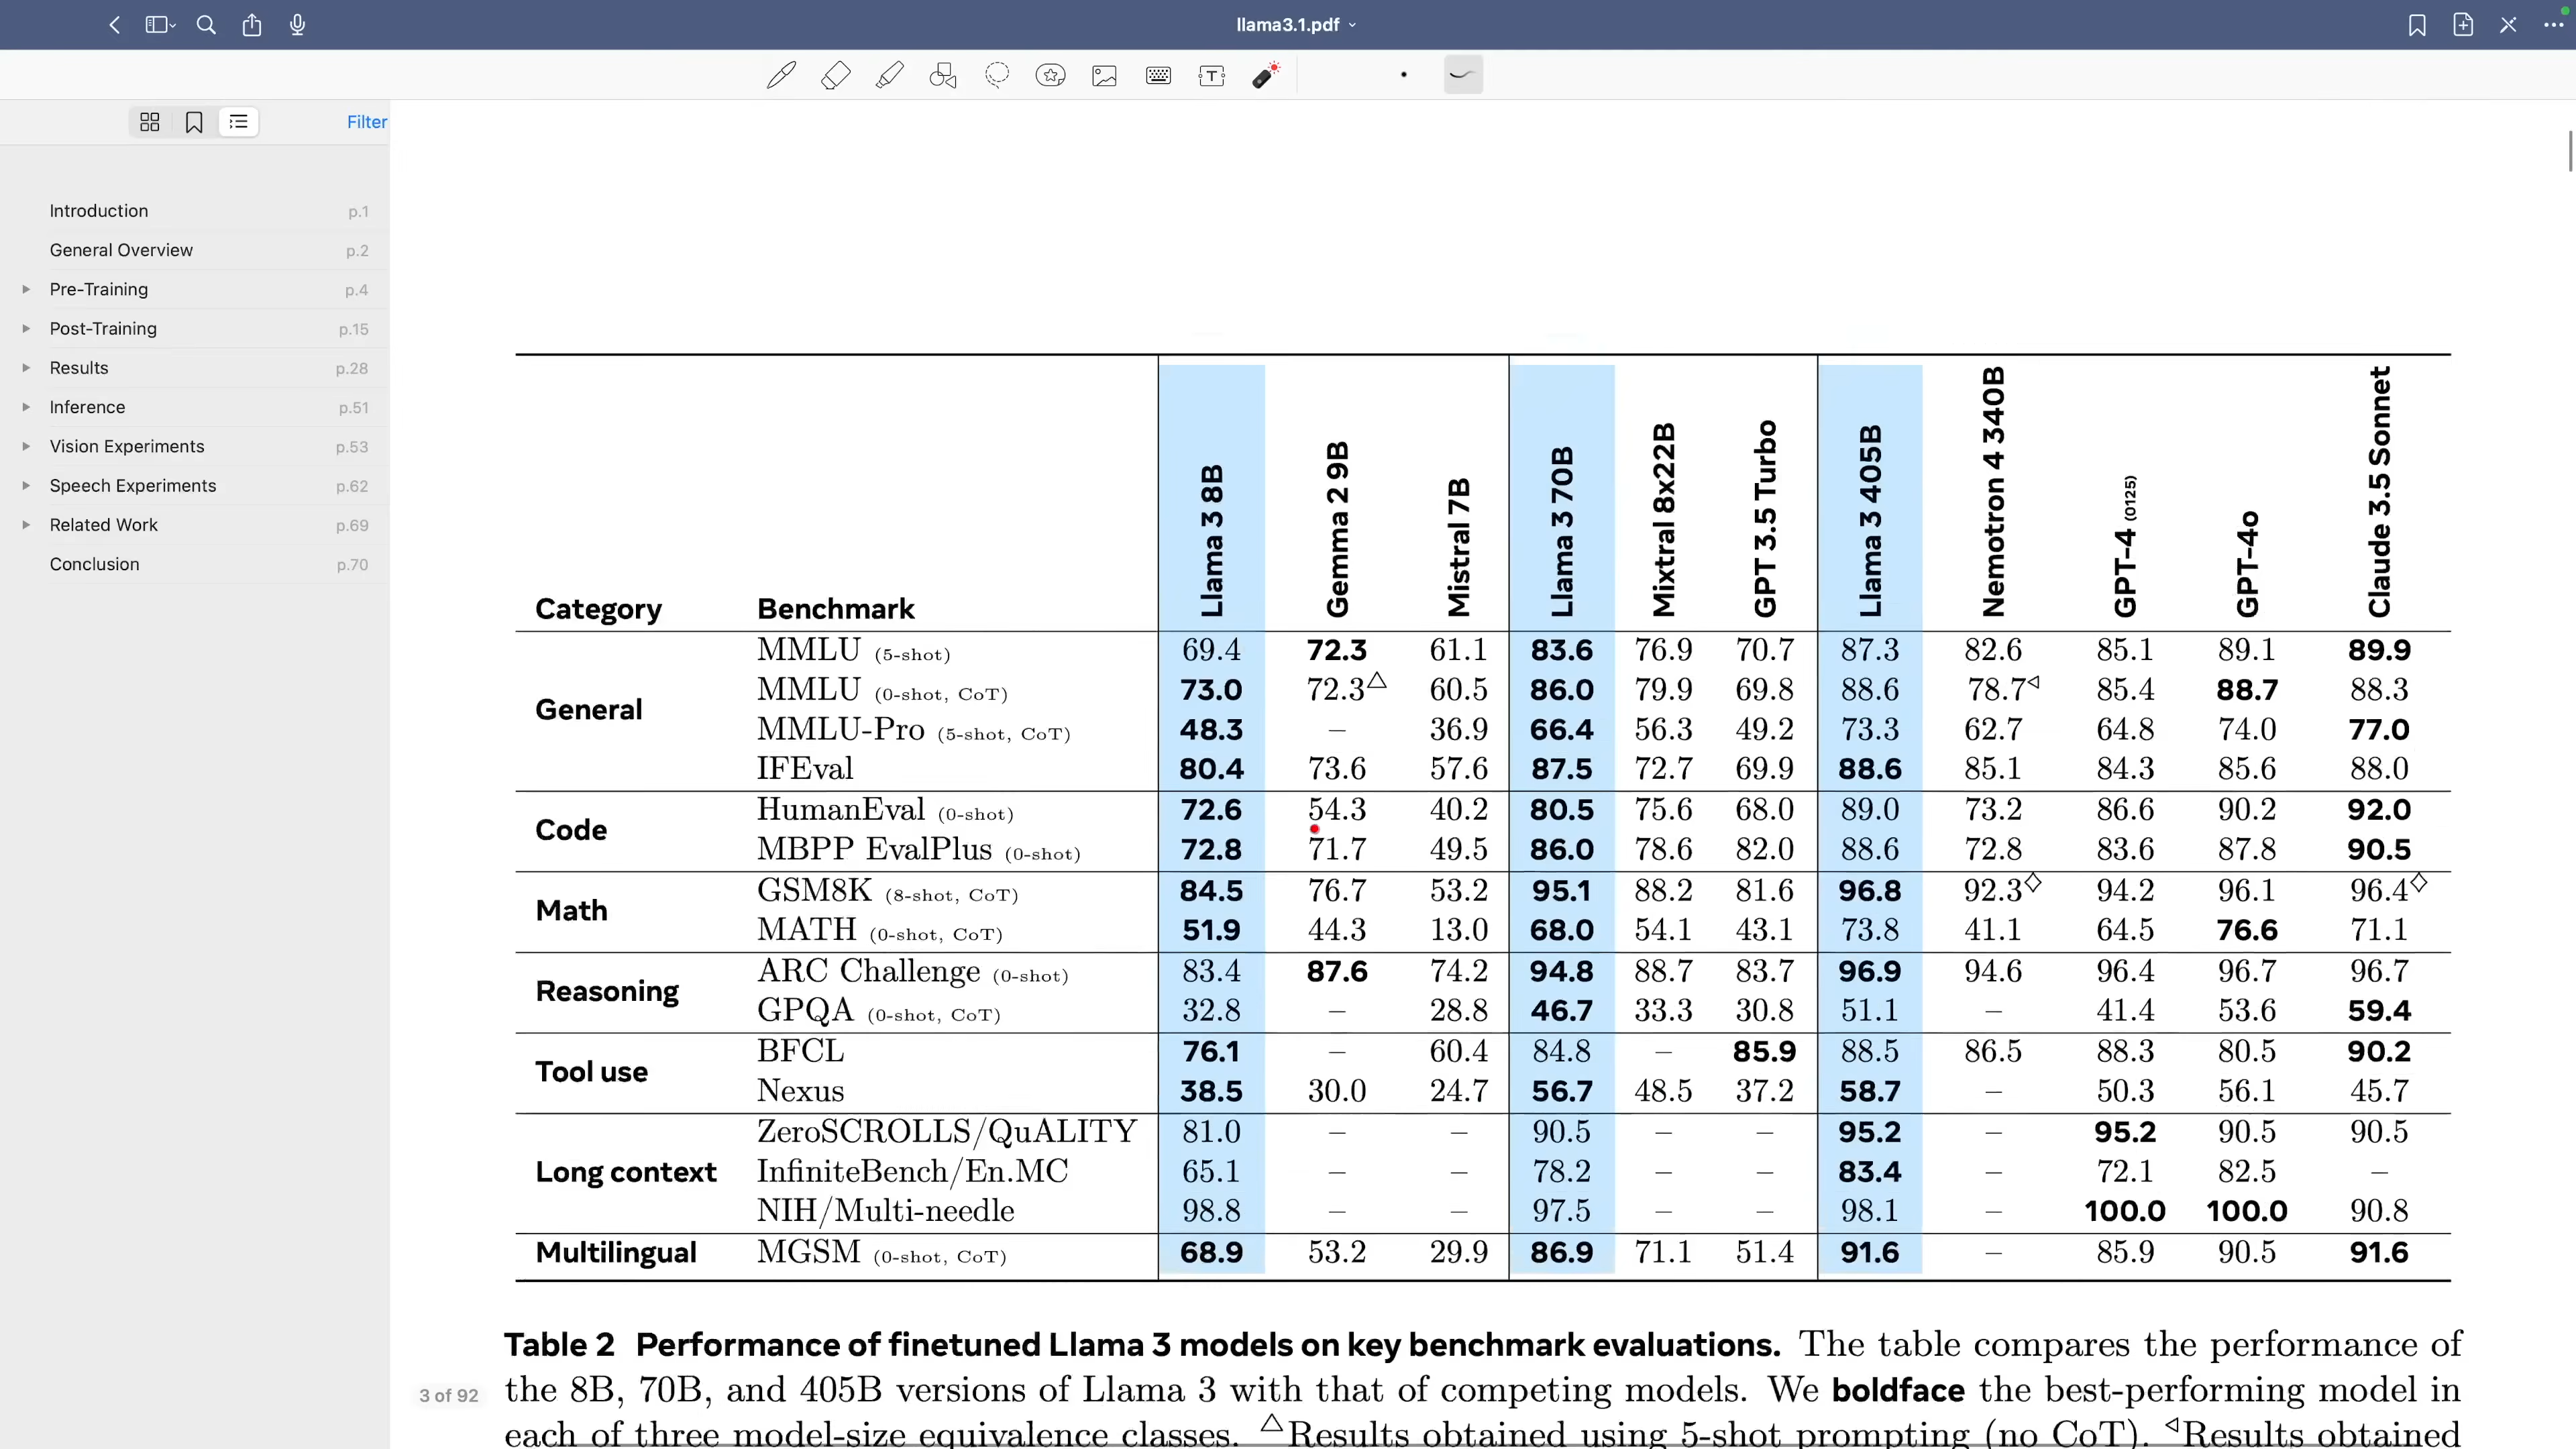 llama3.1.pdf
Filter
Introduction p.1
General Overview p.2
Pre-Training p.4
Post-Training p.15
Results p.28
Inference p.51
Vision Experiments p.53
Speech Experiments p.62
Related Work p.69
Conclusion p.70
Category Benchmark Llama 3 8B Gemma 2 9B Mistral 7B Llama 3 70B Mixtral 8x22B GPT 3.5 Turbo Llama 3 405B Nemotron 4 340B GPT-4 (0125) GPT-4o Claude 3.5 Sonnet
General
MMLU (5-shot) 69.4 72.3 61.1 83.6 76.9 70.7 87.3 82.6 85.1 89.1 89.9
MMLU (0-shot, CoT) 73.0 72.3△ 60.5 86.0 79.9 69.8 88.6 78.7◁ 85.4 88.7 88.3
MMLU-Pro (5-shot, CoT) 48.3 – 36.9 66.4 56.3 49.2 73.3 62.7 64.8 74.0 77.0
IFEval 80.4 73.6 57.6 87.5 72.7 69.9 88.6 85.1 84.3 85.6 88.0
Code
HumanEval (0-shot) 72.6 54.3 40.2 80.5 75.6 68.0 89.0 73.2 86.6 90.2 92.0
MBPP EvalPlus (0-shot) 72.8 71.7 49.5 86.0 78.6 82.0 88.6 72.8 83.6 87.8 90.5
Math
GSM8K (8-shot, CoT) 84.5 76.7 53.2 95.1 88.2 81.6 96.8 92.3◇ 94.2 96.1 96.4◇
MATH (0-shot, CoT) 51.9 44.3 13.0 68.0 54.1 43.1 73.8 41.1 64.5 76.6 71.1
Reasoning
ARC Challenge (0-shot) 83.4 87.6 74.2 94.8 88.7 83.7 96.9 94.6 96.4 96.7 96.7
GPQA (0-shot, CoT) 32.8 – 28.8 46.7 33.3 30.8 51.1 – 41.4 53.6 59.4
Tool use
BFCL 76.1 – 60.4 84.8 – 85.9 88.5 86.5 88.3 80.5 90.2
Nexus 38.5 30.0 24.7 56.7 48.5 37.2 58.7 – 50.3 56.1 45.7
Long context
ZeroSCROLLS/QuALITY 81.0 – – 90.5 – – 95.2 – 95.2 90.5 90.5
InfiniteBench/En.MC 65.1 – – 78.2 – – 83.4 – 72.1 82.5 –
NIH/Multi-needle 98.8 – – 97.5 – – 98.1 – 100.0 100.0 90.8
Multilingual MGSM (0-shot, CoT) 68.9 53.2 29.9 86.9 71.1 51.4 91.6 – 85.9 90.5 91.6
Table 2 Performance of finetuned Llama 3 models on key benchmark evaluations. The table compares the performance of
the 8B, 70B, and 405B versions of Llama 3 with that of competing models. We boldface the best-performing model in
each of three model-size equivalence classes. △Results obtained using 5-shot prompting (no CoT). ◁Results obtained
3 of 92